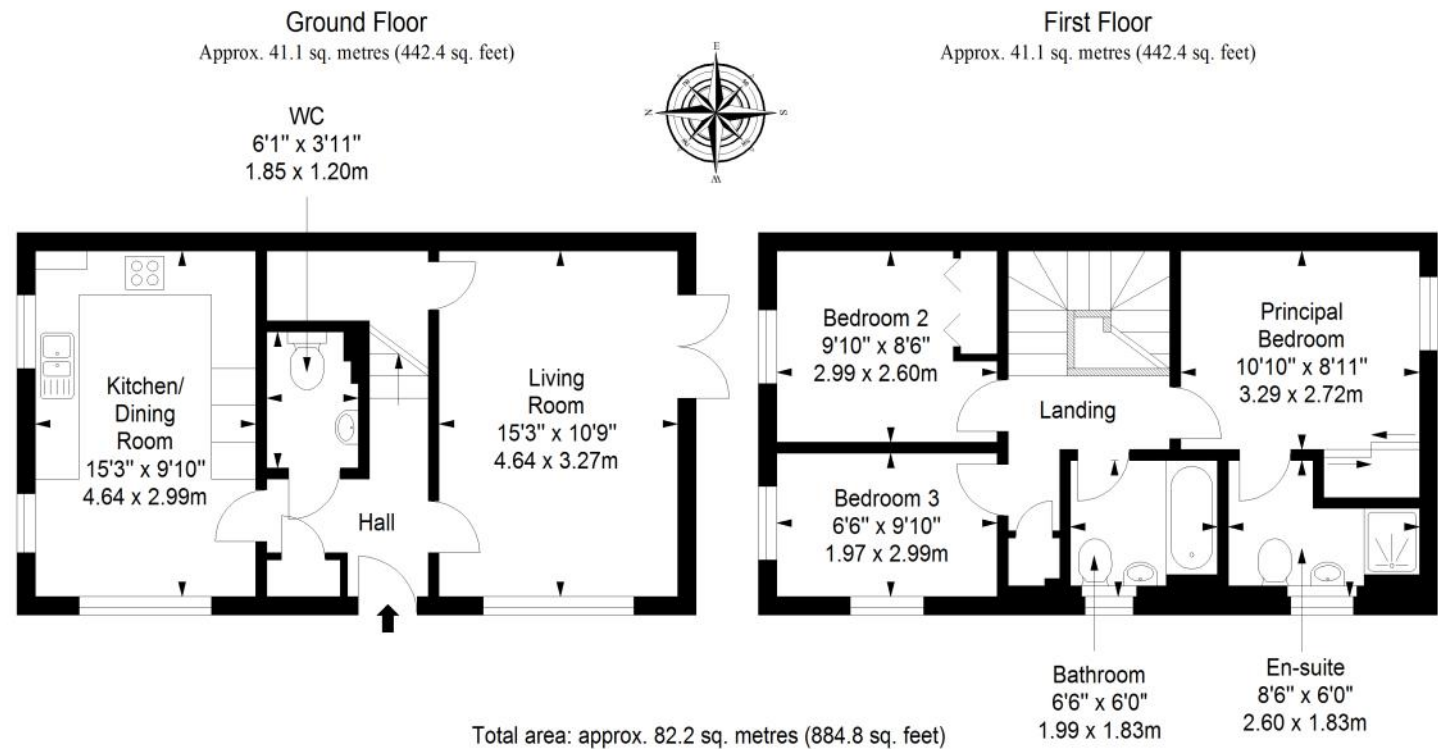 Ground Floor
Approx. 41.1 sq. metres (442.4 sq. feet)
First Floor
Approx. 41.1 sq. metres (442.4 sq. feet)
E
N
S
W
WC
6'1" x 3'11"
1.85 x 1.20m
Kitchen/
Dining
Room
15'3" x 9'10"
4.64 x 2.99m
Hall
Living
Room
15'3" x 10'9"
4.64 x 3.27m
Bedroom 2
9'10" x 8'6"
2.99 x 2.60m
Landing
Principal
Bedroom
10'10" x 8'11"
3.29 x 2.72m
Bedroom 3
6'6" x 9'10"
1.97 x 2.99m
Bathroom
6'6" x 6'0"
1.99 x 1.83m
En-suite
8'6" x 6'0"
2.60 x 1.83m
Total area: approx. 82.2 sq. metres (884.8 sq. feet)